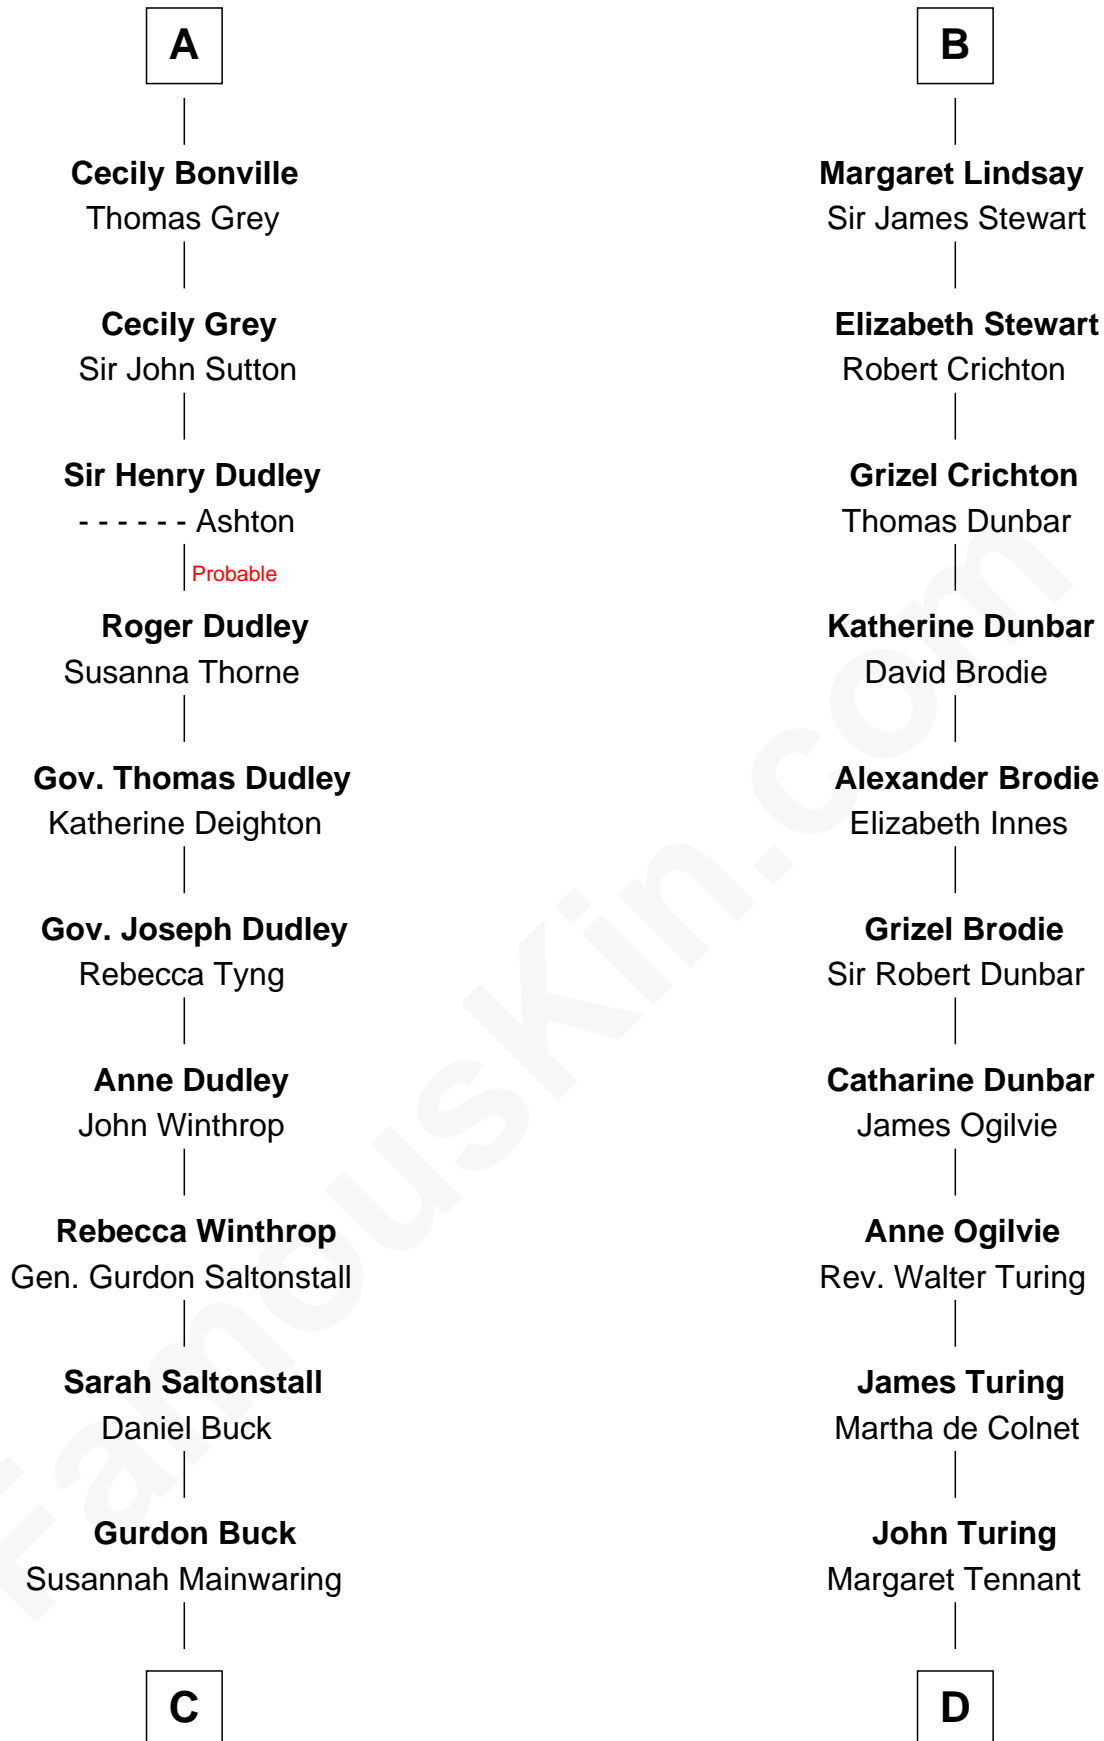 A
Cecily Bonville
Thomas Grey
Cecily Grey
Sir John Sutton
Sir Henry Dudley
- - - - - - Ashton
Probable
Roger Dudley
Susanna Thorne
Gov. Thomas Dudley
Katherine Deighton
Gov. Joseph Dudley
Rebecca Tyng
Anne Dudley
John Winthrop
Rebecca Winthrop
Gen. Gurdon Saltonstall
Sarah Saltonstall
Daniel Buck
Gurdon Buck
Susannah Mainwaring
C
B
Margaret Lindsay
Sir James Stewart
Elizabeth Stewart
Robert Crichton
Grizel Crichton
Thomas Dunbar
Katherine Dunbar
David Brodie
Alexander Brodie
Elizabeth Innes
Grizel Brodie
Sir Robert Dunbar
Catharine Dunbar
James Ogilvie
Anne Ogilvie
Rev. Walter Turing
James Turing
Martha de Colnet
John Turing
Margaret Tennant
D
FamousKin.com